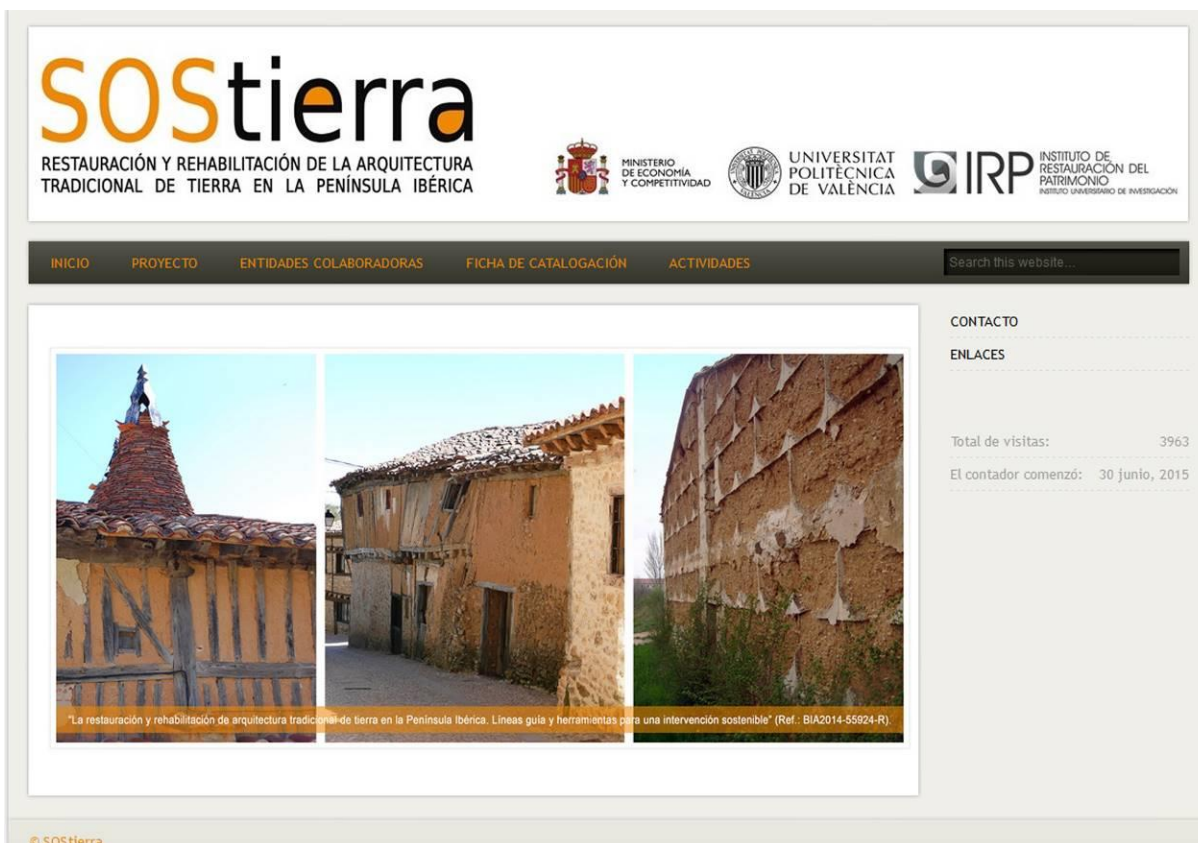 SOStierra
RESTAURACIÓN Y REHABILITACIÓN DE LA ARQUITECTURA
TRADICIONAL DE TIERRA EN LA PENÍNSULA IBÉRICA
MINISTERIO
DE ECONOMÍA
Y COMPETITIVIDAD
UNIVERSITAT
POLITÈCNICA
DE VALÈNCIA
IRP
INSTITUTO DE
RESTAURACIÓN DEL
PATRIMONIO
INSTITUTO UNIVERSITARIO DE INVESTIGACIÓN
INICIO PROYECTO ENTIDADES COLABORADORAS FICHA DE CATALOGACIÓN ACTIVIDADES Search this website...
CONTACTO
ENLACES
Total de visitas: 3963
El contador comenzó: 30 junio, 2015
"La restauración y rehabilitación de arquitectura tradicional de tierra en la Península Ibérica. Líneas guía y herramientas para una intervención sostenible" (Ref.: BIA2014-55924-R).
© SOStierra